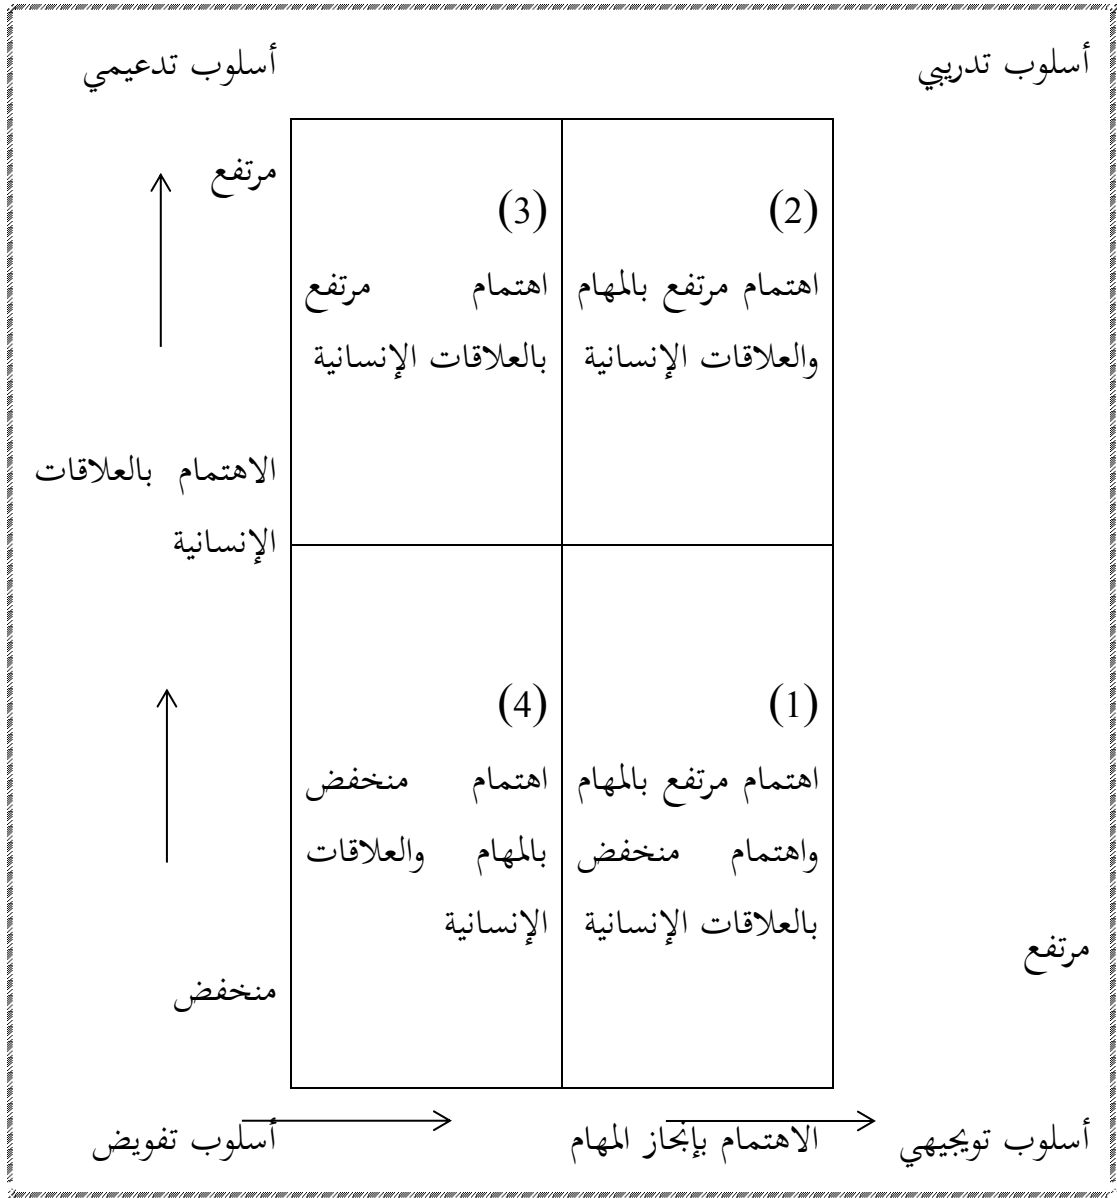 أسلوب تدريبي
أسلوب تدعيمي
مرتفع
(2)
اهتمام مرتفع بالمهام
والعلاقات الإنسانية
(3)
اهتمام مرتفع
بالعلاقات الإنسانية
الاهتمام بالعلاقات
الإنسانية
(1)
اهتمام مرتفع بالمهام
واهتمام منخفض
بالعلاقات الإنسانية
(4)
اهتمام منخفض
بالمهام والعلاقات
الإنسانية
مرتفع
منخفض
أسلوب تويجيهي
الاهتمام بإنجاز المهام
أسلوب تفويض